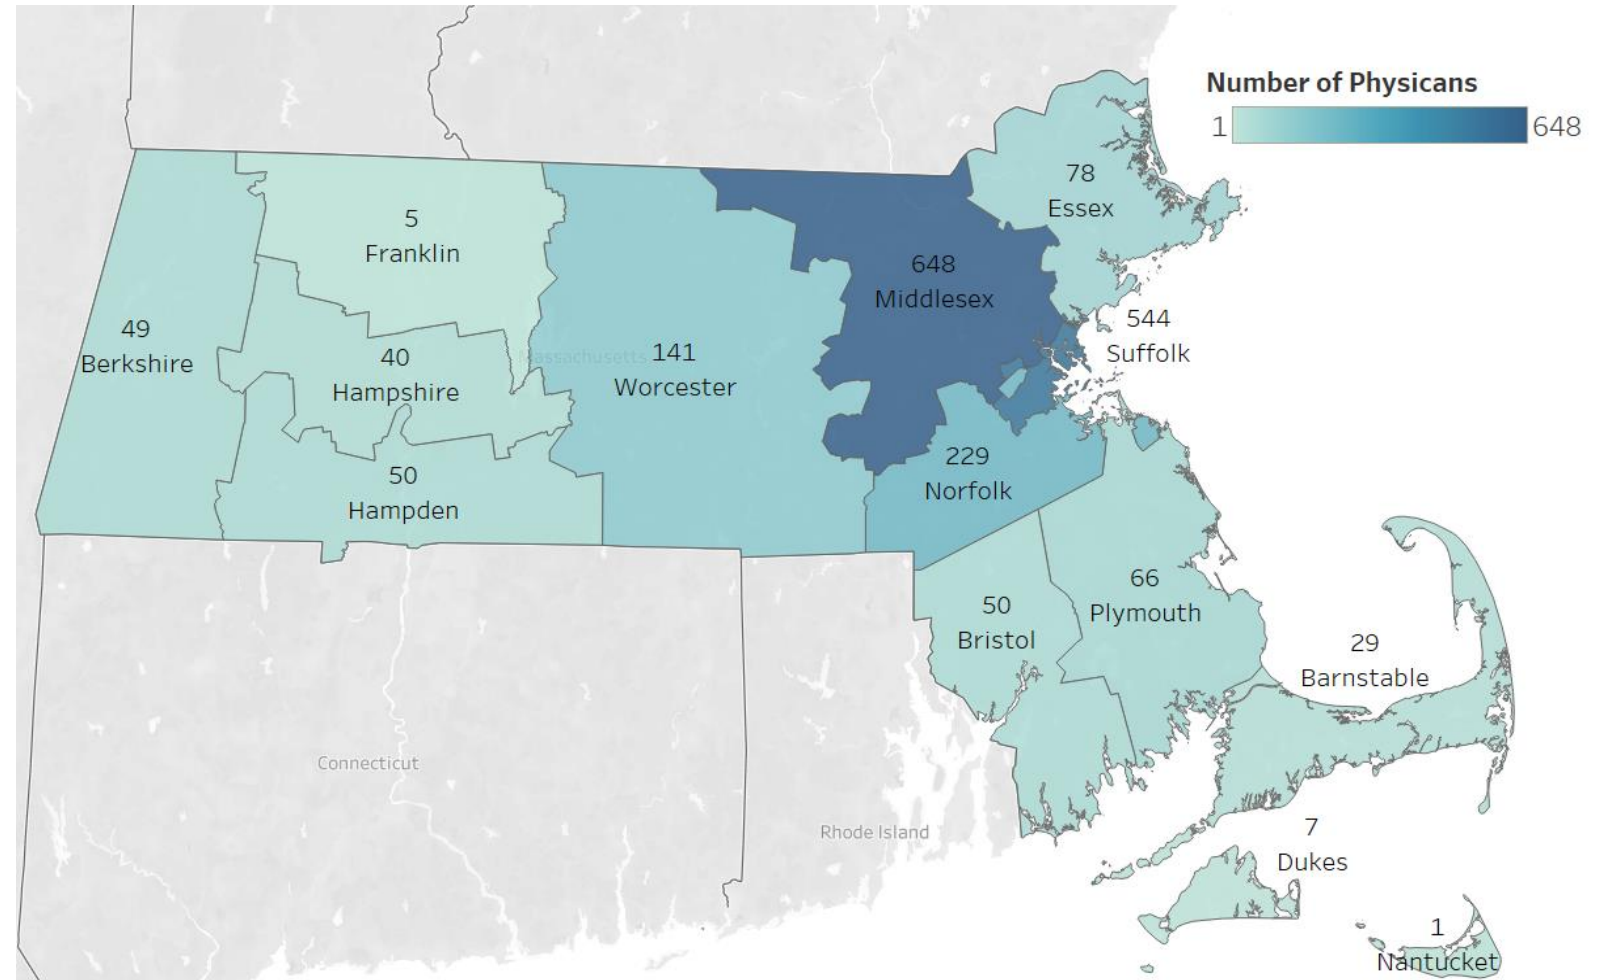 Number of Physicans
1 648
78
Essex
5
Franklin
648
Middlesex
544
Suffolk
49
Berkshire
40
Hampshire
Massachusetts
141
Worcester
229
Norfolk
50
Hampden
66
Plymouth
50
Bristol
29
Barnstable
Connecticut
Rhode Island
7
Dukes
1
Nantucket